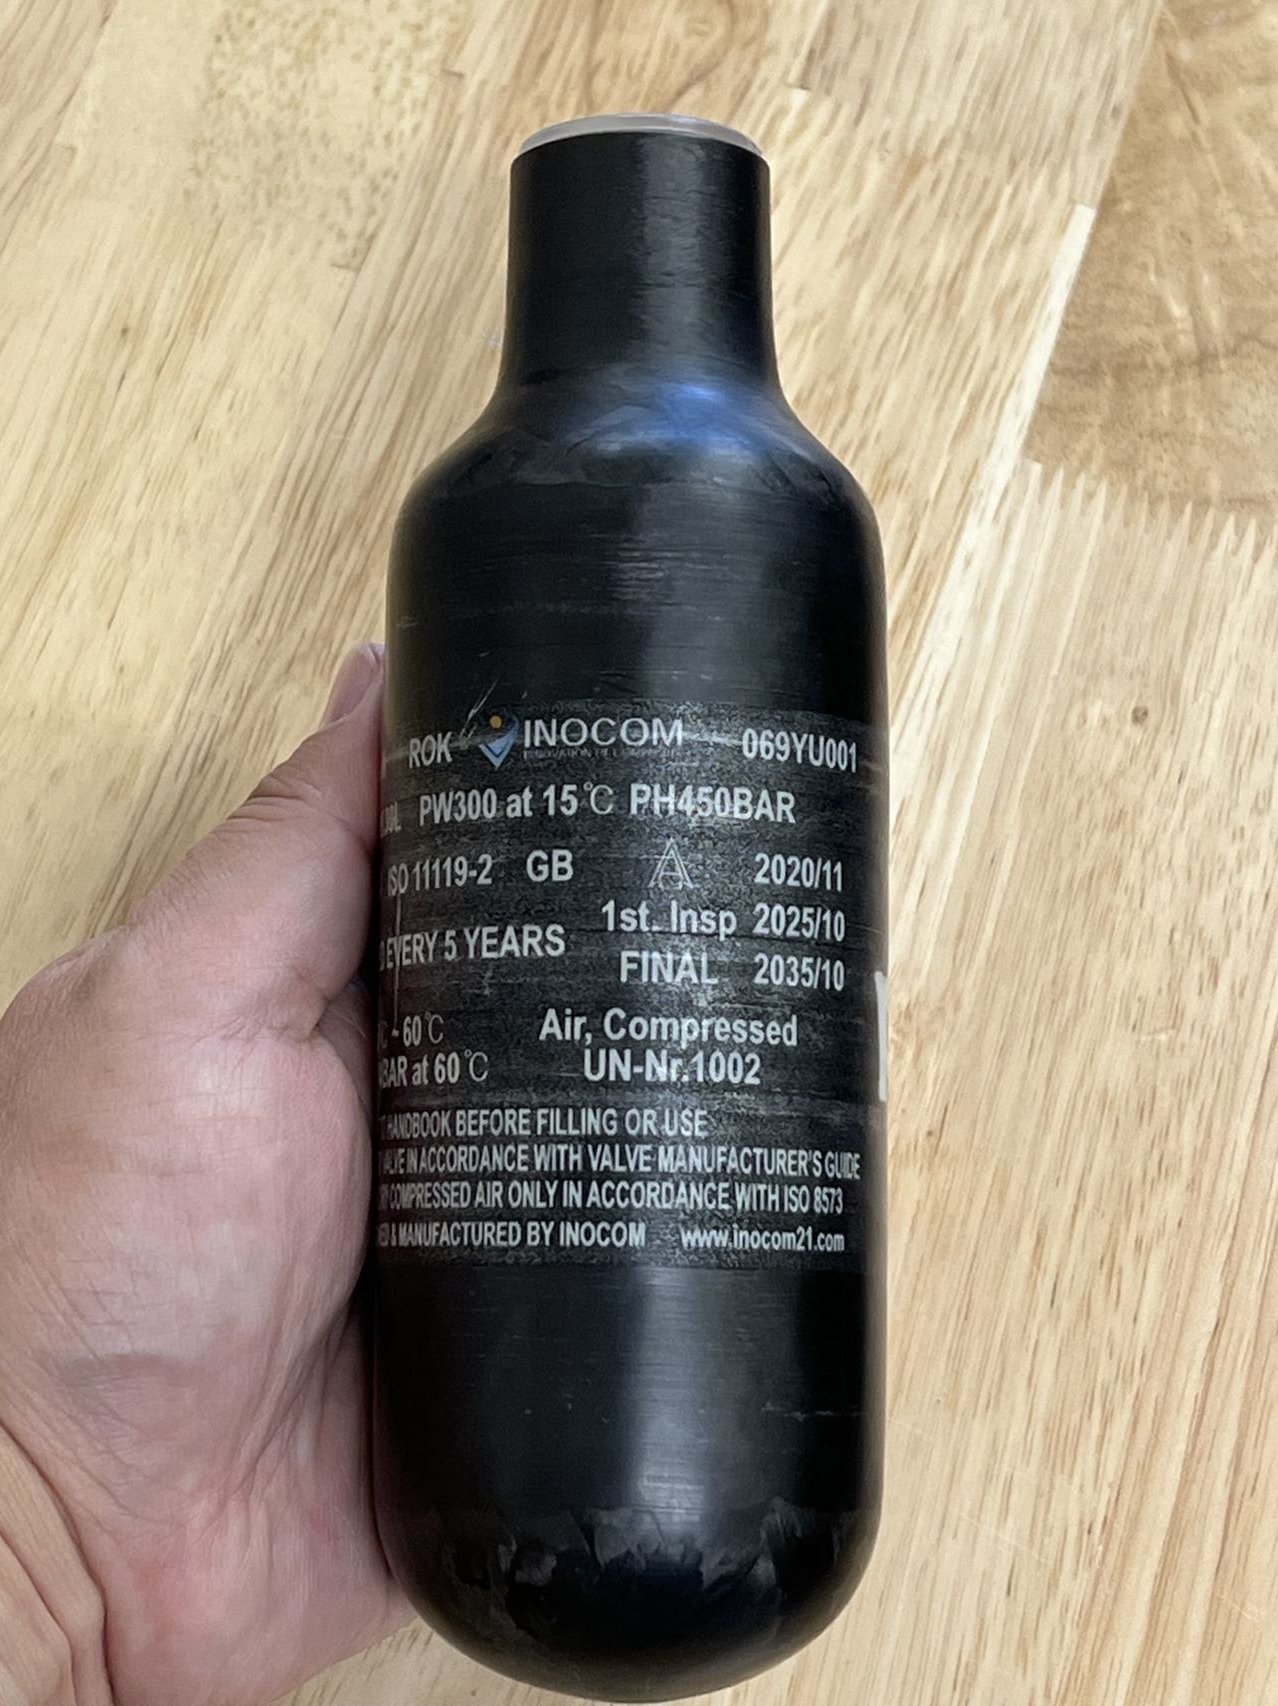 ROK INOCOM 069YU001
PW300 at 15℃ PH450BAR
ISO 11119-2 GB 2020/11
1st. Insp 2025/10
EVERY 5 YEARS
FINAL 2035/10
~ 60℃ Air, Compressed
BAR at 60℃ UN-Nr.1002
HANDBOOK BEFORE FILLING OR USE
VALVE IN ACCORDANCE WITH VALVE MANUFACTURER'S GUIDE
COMPRESSED AIR ONLY IN ACCORDANCE WITH ISO 8573
& MANUFACTURED BY INOCOM www.inocom21.com